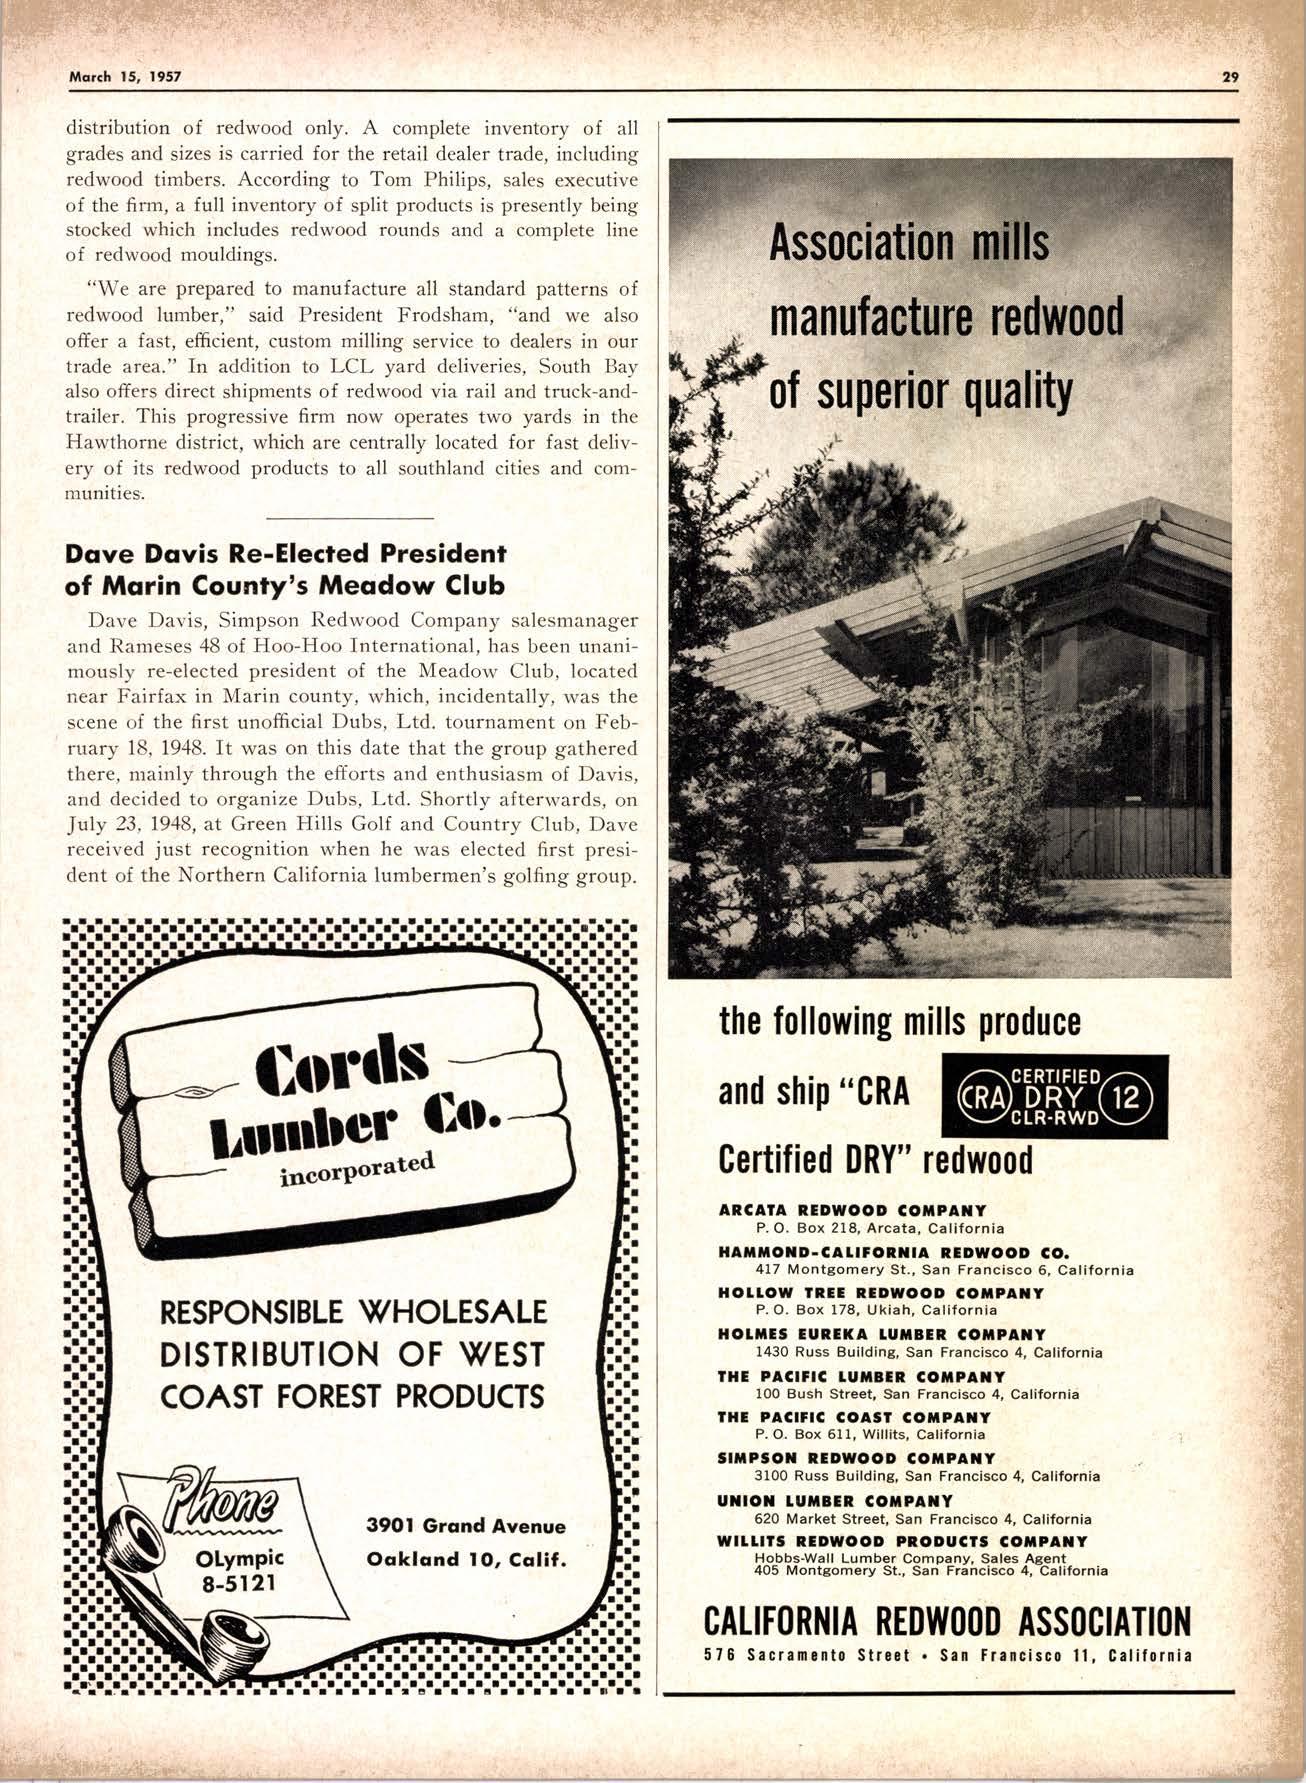 March 15, 1957
29
distribution of redwood only. A complete inventory of all
grades and sizes is carried for the retail dealer trade, including
redwood timbers. According to Tom Philips, sales executive
of the firm, a full inventory of split products is presently being
stocked which includes redwood rounds and a complete line
of redwood mouldings.
"We are prepared to manufacture all standard patterns of
redwood lumber," said President Frodsham, "and we also
offer a fast, efficient, custom milling service to dealers in our
trade area." In addition to LCL yard deliveries, South Bay
also offers direct shipments of redwood via rail and truck-and-
trailer. This progressive firm now operates two yards in the
Hawthorne district, which are centrally located for fast deliv-
ery of its redwood products to all southland cities and com-
munities.
Dave Davis Re-Elected President
of Marin County's Meadow Club
Dave Davis, Simpson Redwood Company salesmanager
and Rameses 48 of Hoo-Hoo International, has been unani-
mously re-elected president of the Meadow Club, located
near Fairfax in Marin county, which, incidentally, was the
scene of the first unofficial Dubs, Ltd. tournament on Feb-
ruary 18, 1948. It was on this date that the group gathered
there, mainly through the efforts and enthusiasm of Davis,
and decided to organize Dubs, Ltd. Shortly afterwards, on
July 23, 1948, at Green Hills Golf and Country Club, Dave
received just recognition when he was elected first presi-
dent of the Northern California lumbermen's golfing group.
Cords
Lumber Co.
incorporated
RESPONSIBLE WHOLESALE
DISTRIBUTION OF WEST
COAST FOREST PRODUCTS
Phone
OLympic
8-5121
3901 Grand Avenue
Oakland 10, Calif.
Association mills
manufacture redwood
of superior quality
the following mills produce
and ship "CRA
CRA CERTIFIED DRY CLR-RWD 12
Certified DRY" redwood
ARCATA REDWOOD COMPANY
P. O. Box 218, Arcata, California
HAMMOND-CALIFORNIA REDWOOD CO.
417 Montgomery St., San Francisco 6, California
HOLLOW TREE REDWOOD COMPANY
P. O. Box 178, Ukiah, California
HOLMES EUREKA LUMBER COMPANY
1430 Russ Building, San Francisco 4, California
THE PACIFIC LUMBER COMPANY
100 Bush Street, San Francisco 4, California
THE PACIFIC COAST COMPANY
P. O. Box 611, Willits, California
SIMPSON REDWOOD COMPANY
3100 Russ Building, San Francisco 4, California
UNION LUMBER COMPANY
620 Market Street, San Francisco 4, California
WILLITS REDWOOD PRODUCTS COMPANY
Hobbs-Wall Lumber Company, Sales Agent
405 Montgomery St., San Francisco 4, California
CALIFORNIA REDWOOD ASSOCIATION
576 Sacramento Street • San Francisco 11, California